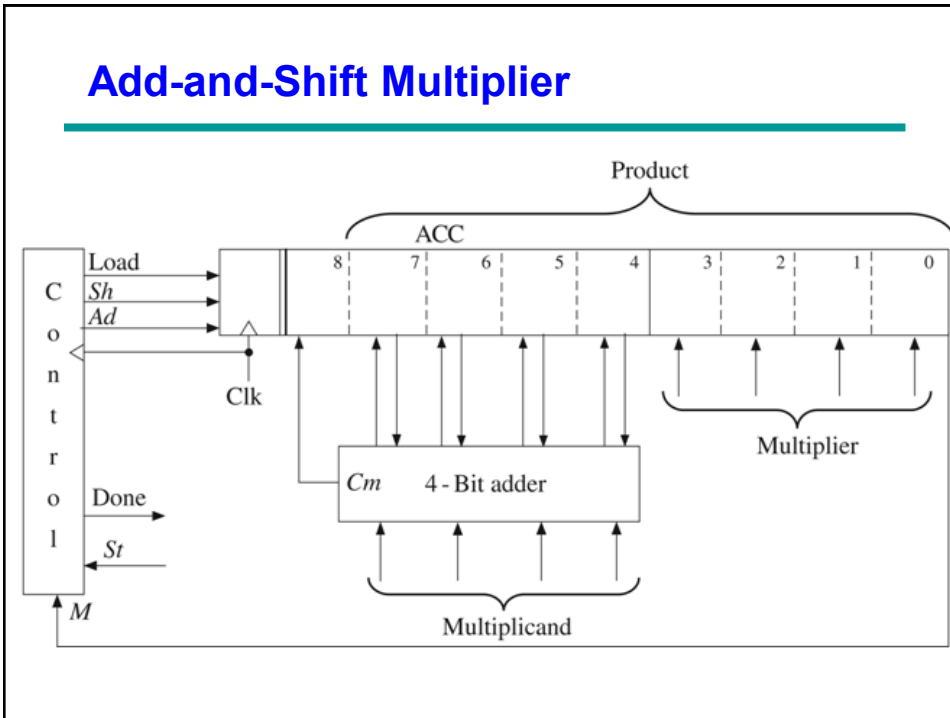 Add-and-Shift Multiplier
Product
ACC
Load
Sh
Ad
8 7 6 5 4 3 2 1 0
C
o
n
t
r
o
l
Clk
Cm 4 - Bit adder
Multiplier
Done
St
M
Multiplicand